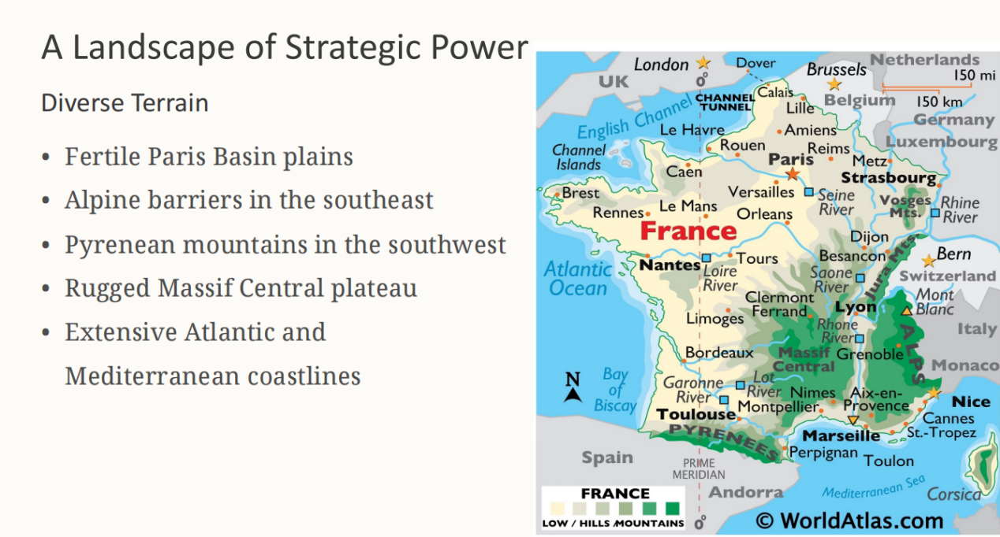 A Landscape of Strategic Power
Diverse Terrain
• Fertile Paris Basin plains
• Alpine barriers in the southeast
• Pyrenean mountains in the southwest
• Rugged Massif Central plateau
• Extensive Atlantic and
Mediterranean coastlines
London
Dover
Brussels
Netherlands
150 mi
UK
0°
CHANNEL
TUNNEL
Calais
Lille
Belgium
150 km
Germany
English Channel
Le Havre
Amiens
Luxembourg
Channel
Islands
Rouen
Reims
Paris
Metz
Caen
Strasbourg
Brest
Versailles
Seine
River
Vosges
Mts.
Rhine
River
Rennes
Le Mans
Orleans
France
Dijon
Nantes
Tours
Besancon
Jura Mts.
Bern
Atlantic
Ocean
Loire
River
Saone
River
Switzerland
Clermont
Ferrand
Lyon
Mont
Blanc
Limoges
Rhone
River
Italy
Bordeaux
Massif
Central
Grenoble
ALPS
Monaco
N
Bay
of
Biscay
Garonne
River
Lot
River
Nimes
Aix-en-
Provence
Nice
Toulouse
Montpellier
Cannes
PYRENEES
Marseille
St.-Tropez
Perpignan
Toulon
Spain
PRIME
MERIDIAN
Andorra
Mediterranean Sea
Corsica
FRANCE
LOW / HILLS /MOUNTAINS
0°
© WorldAtlas.com